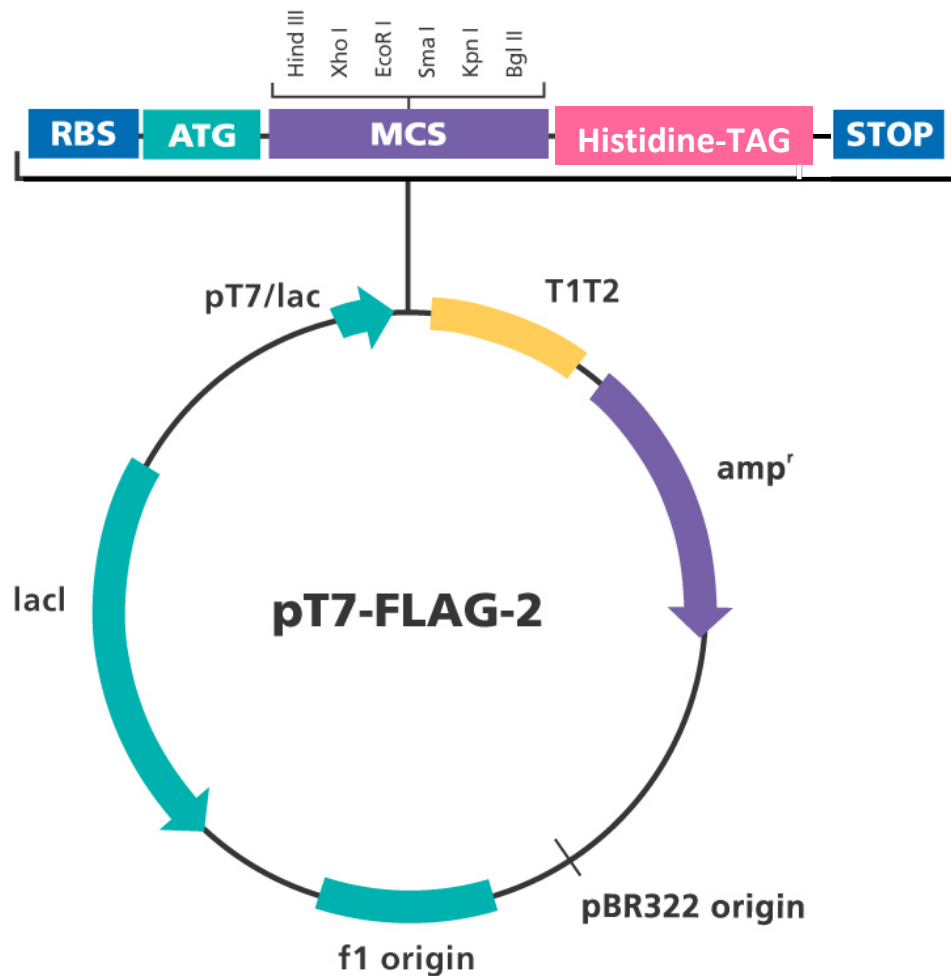 Hind III
Xho I
EcoR I
Sma I
Kpn I
Bgl II
RBS
ATG
MCS
Histidine-TAG
STOP
pT7/lac
T1T2
ampʳ
lacI
pT7-FLAG-2
pBR322 origin
f1 origin